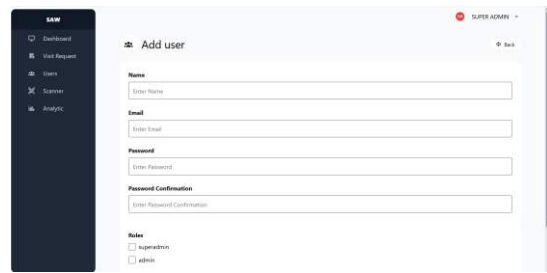 SAW
SUPER ADMIN
Dashboard
Visit Request
Users
Scanner
Analytic
Add user
Back
Name
Enter Name
Email
Enter Email
Password
Enter Password
Password Confirmation
Enter Password Confirmation
Roles
superadmin
admin